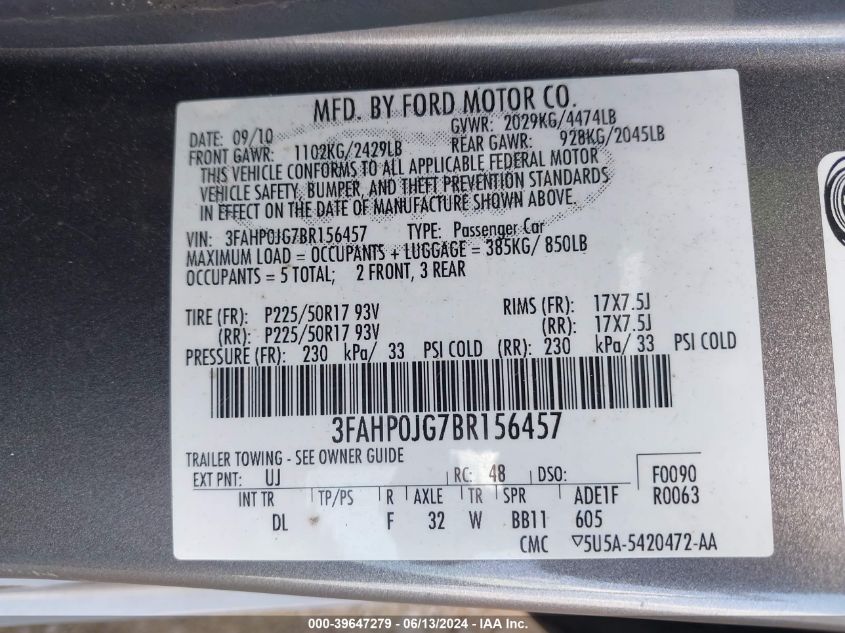 MFD. BY FORD MOTOR CO.
DATE: 09/10 GVWR: 2029KG/4474LB
FRONT GAWR: 1102KG/2429LB REAR GAWR: 928KG/2045LB
THIS VEHICLE CONFORMS TO ALL APPLICABLE FEDERAL MOTOR
VEHICLE SAFETY, BUMPER, AND THEFT PREVENTION STANDARDS
IN EFFECT ON THE DATE OF MANUFACTURE SHOWN ABOVE.
VIN: 3FAHP0JG7BR156457 TYPE: Passenger Car
MAXIMUM LOAD = OCCUPANTS + LUGGAGE = 385KG/ 850LB
OCCUPANTS = 5 TOTAL; 2 FRONT, 3 REAR
TIRE (FR): P225/50R17 93V RIMS (FR): 17X7.5J
(RR): P225/50R17 93V (RR): 17X7.5J
PRESSURE (FR): 230 kPa/ 33 PSI COLD (RR): 230 kPa/ 33 PSI COLD
3FAHP0JG7BR156457
TRAILER TOWING - SEE OWNER GUIDE
EXT PNT: UJ RC: 48 DSO: F0090
INT TR TP/PS R AXLE TR SPR ADE1F R0063
DL F 32 W BB11 605
CMC ▽5U5A-5420472-AA
000-39647279 - 06/13/2024 - IAA Inc.